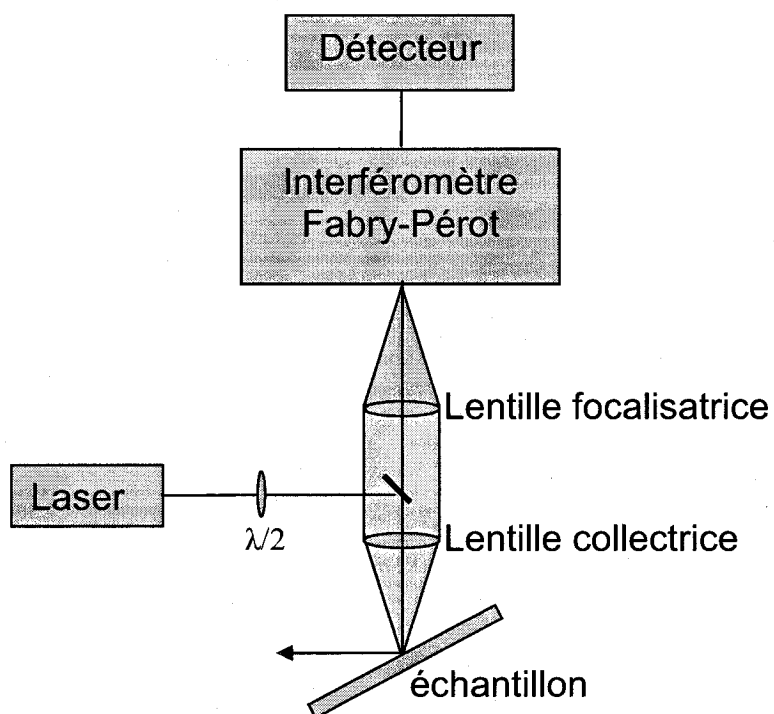 Détecteur
Interféromètre
Fabry-Pérot
Lentille focalisatrice
Laser
λ/2
Lentille collectrice
échantillon